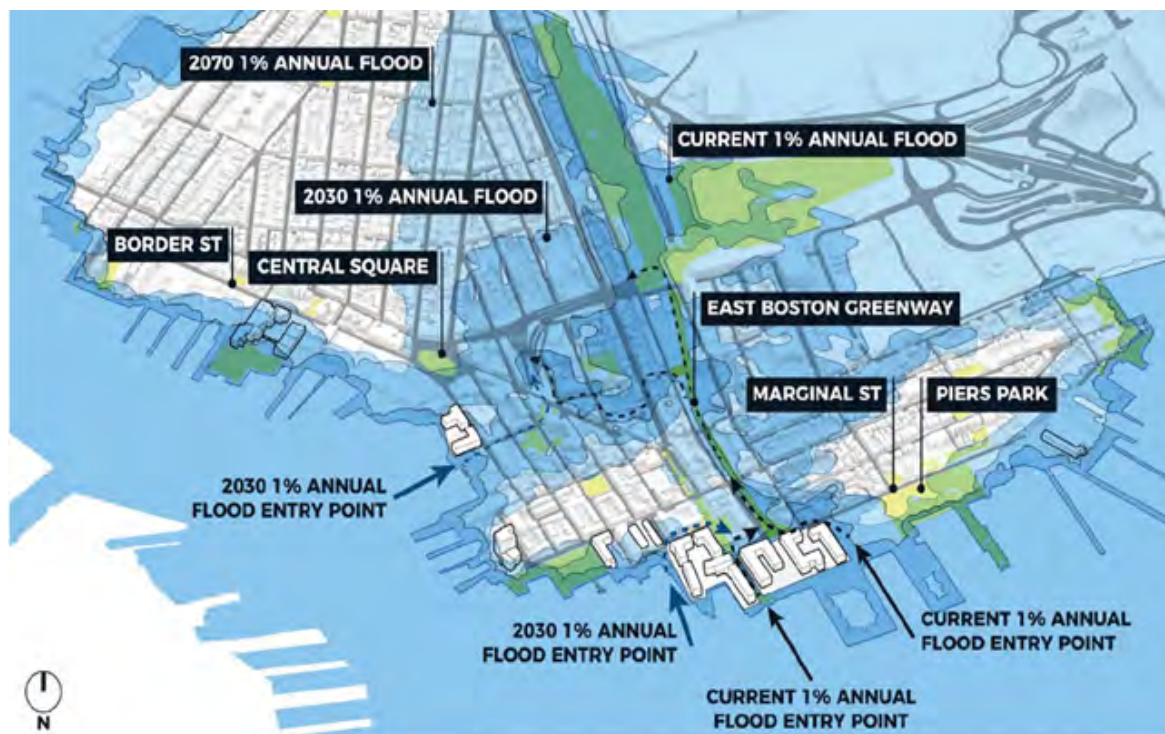 2070 1% ANNUAL FLOOD
CURRENT 1% ANNUAL FLOOD
2030 1% ANNUAL FLOOD
BORDER ST
CENTRAL SQUARE
EAST BOSTON GREENWAY
MARGINAL ST
PIERS PARK
2030 1% ANNUAL
FLOOD ENTRY POINT
2030 1% ANNUAL
FLOOD ENTRY POINT
CURRENT 1% ANNUAL
FLOOD ENTRY POINT
CURRENT 1% ANNUAL
FLOOD ENTRY POINT
N